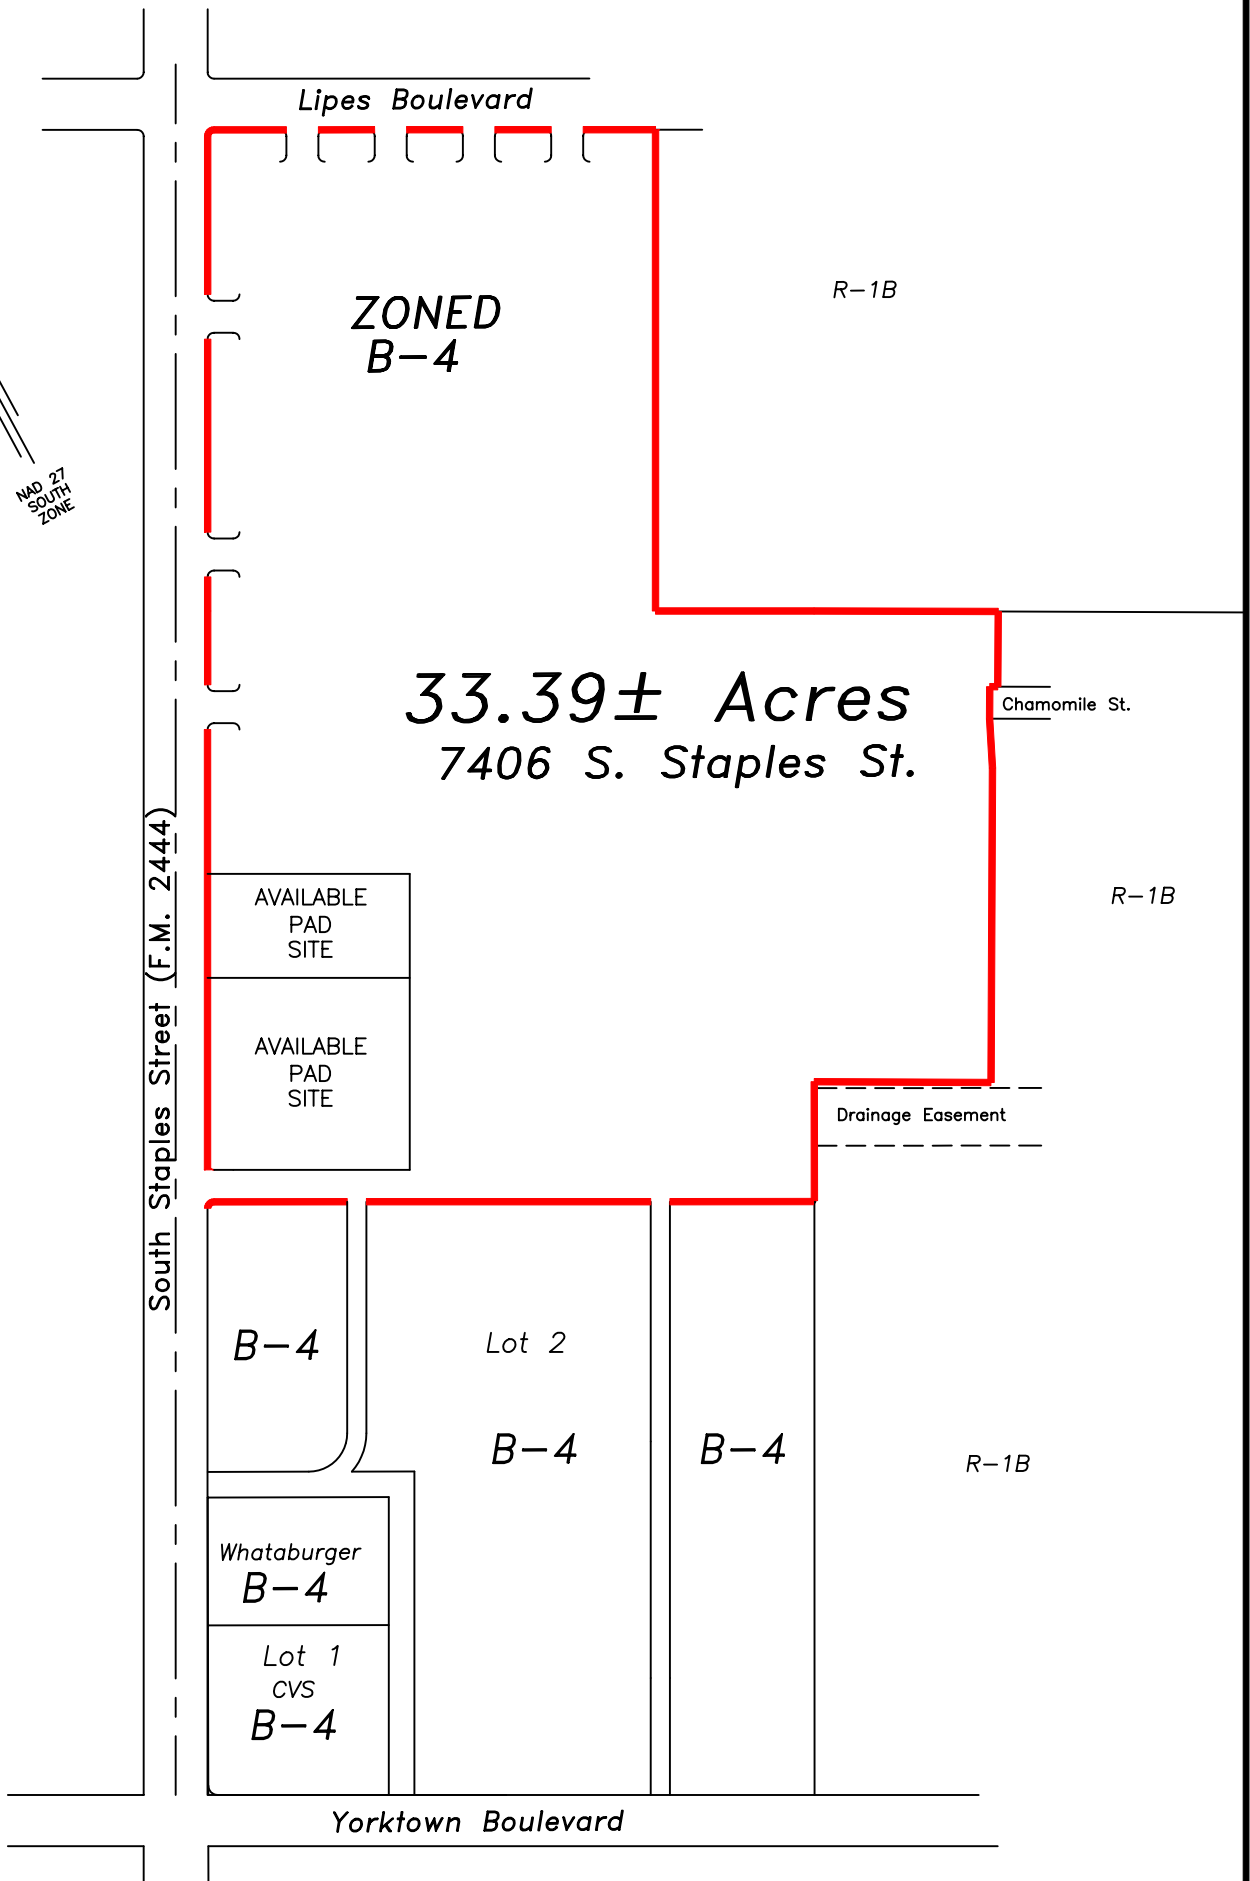 Lipes Boulevard
R-1B
ZONED
B-4
NAD 27
SOUTH
ZONE
33.39± Acres
7406 S. Staples St.
Chamomile St.
South Staples Street (F.M. 2444)
AVAILABLE
PAD
SITE
R-1B
AVAILABLE
PAD
SITE
Drainage Easement
B-4
Lot 2
B-4
B-4
R-1B
Whataburger
B-4
Lot 1
CVS
B-4
Yorktown Boulevard